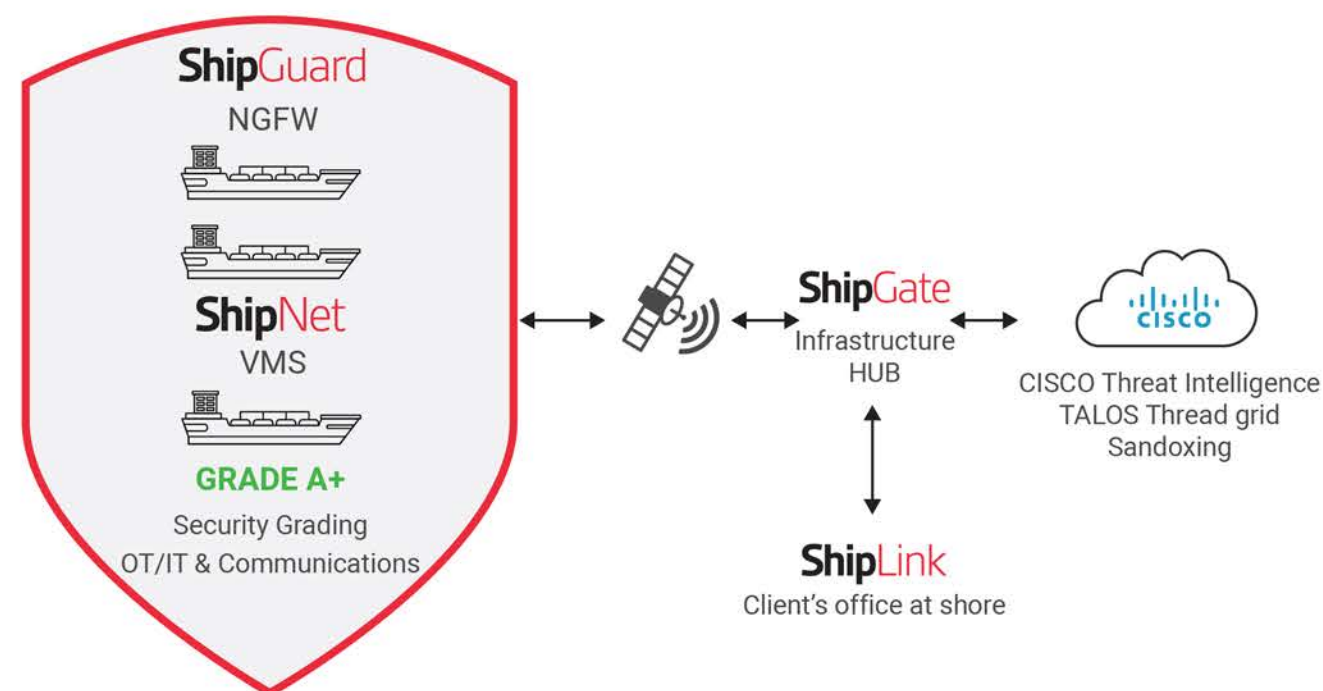 ShipGuard
NGFW
ShipNet
VMS
GRADE A+
Security Grading
OT/IT & Communications
ShipGate
Infrastructure
HUB
ShipLink
Client's office at shore
CISCO
CISCO Threat Intelligence
TALOS Thread grid
Sandoxing